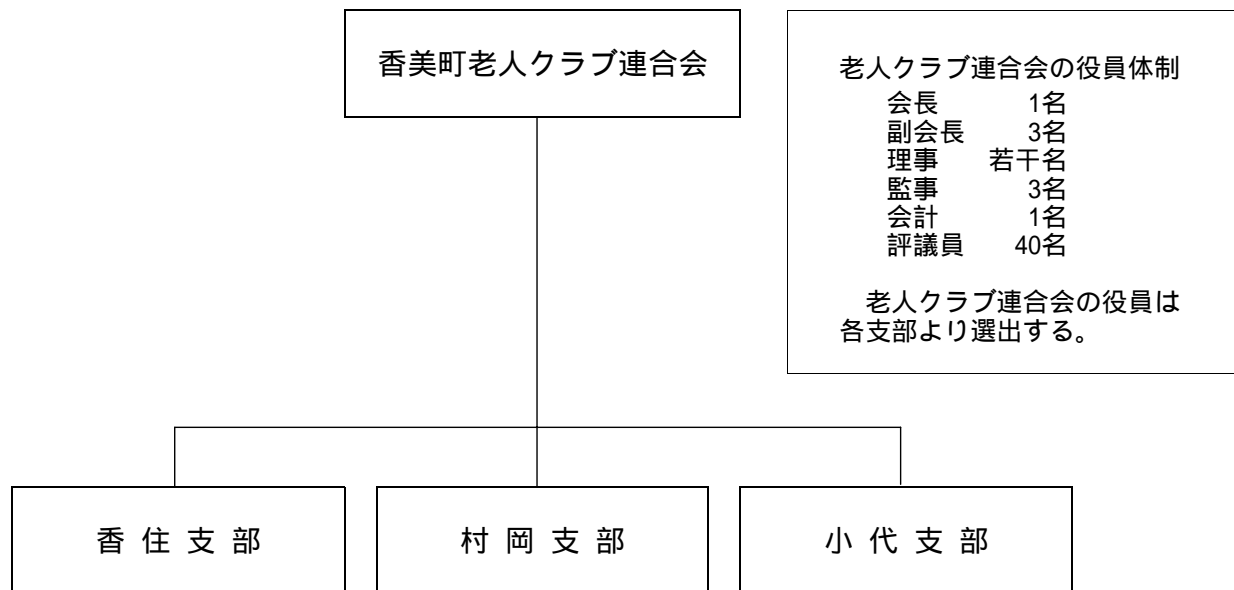 香美町老人クラブ連合会
老人クラブ連合会の役員体制
会長 1名
副会長 3名
理事 若干名
監事 3名
会計 1名
評議員 40名
老人クラブ連合会の役員は
各支部より選出する。
香住支部
村岡支部
小代支部